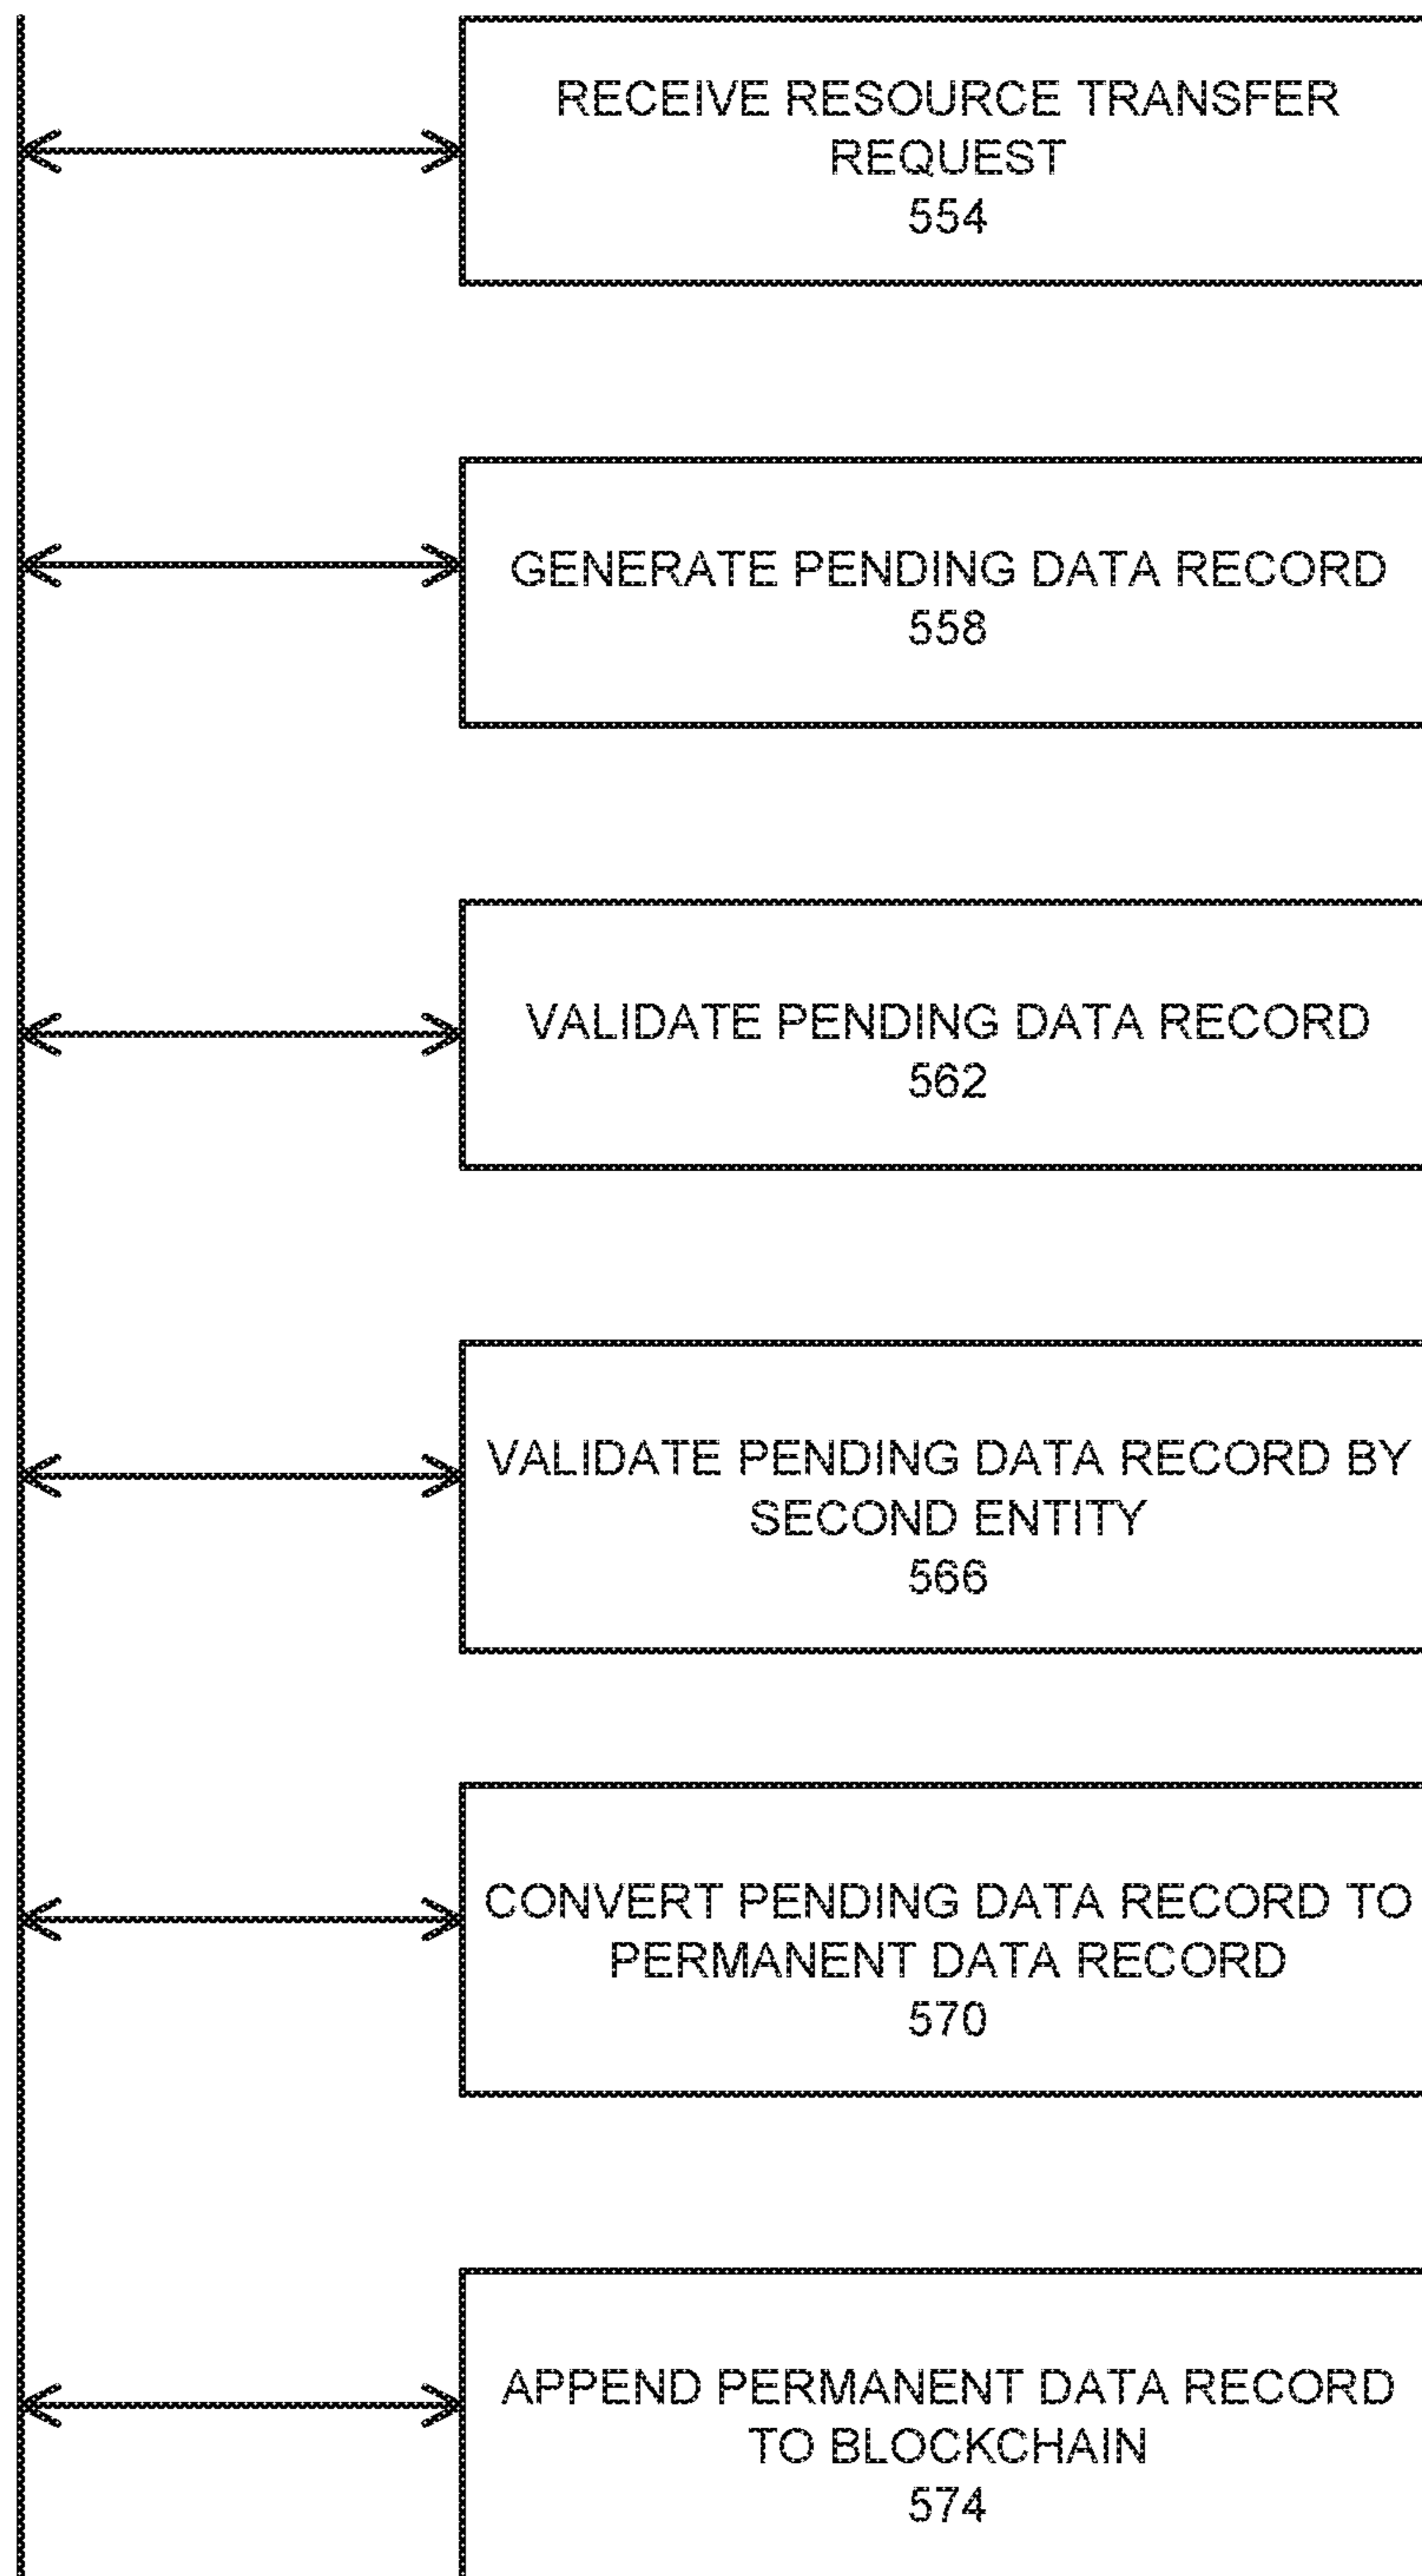 RECEIVE RESOURCE TRANSFER
REQUEST
554
GENERATE PENDING DATA RECORD
558
VALIDATE PENDING DATA RECORD
562
VALIDATE PENDING DATA RECORD BY
SECOND ENTITY
566
CONVERT PENDING DATA RECORD TO
PERMANENT DATA RECORD
570
APPEND PERMANENT DATA RECORD
TO BLOCKCHAIN
574